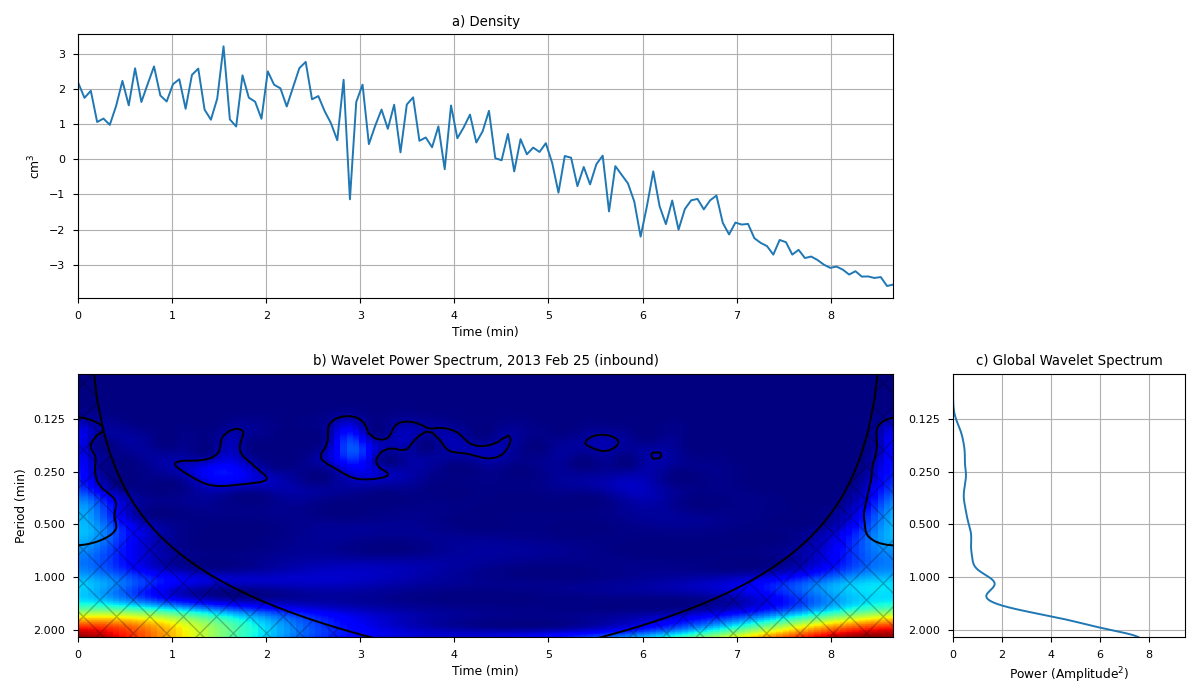 a) Density
3
2
1
0
−1
−2
−3
cm³
0 1 2 3 4 5 6 7 8
Time (min)
b) Wavelet Power Spectrum, 2013 Feb 25 (inbound)
0.125
0.250
0.500
1.000
2.000
Period (min)
0 1 2 3 4 5 6 7 8
Time (min)
c) Global Wavelet Spectrum
0.125
0.250
0.500
1.000
2.000
0 2 4 6 8
Power (Amplitude²)